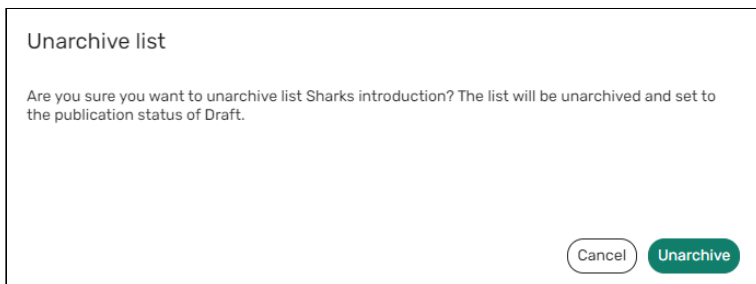 Unarchive list
Are you sure you want to unarchive list Sharks introduction? The list will be unarchived and set to
the publication status of Draft.
Cancel
Unarchive